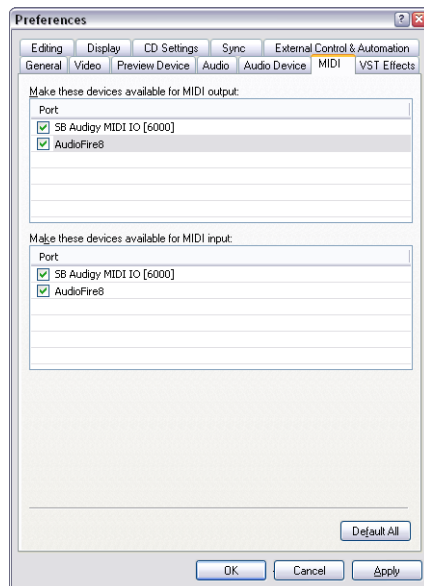 Preferences
Editing Display CD Settings Sync External Control & Automation
General Video Preview Device Audio Audio Device MIDI VST Effects
Make these devices available for MIDI output:
Port
SB Audigy MIDI IO [6000]
AudioFire8
Make these devices available for MIDI input:
Port
SB Audigy MIDI IO [6000]
AudioFire8
Default All
OK Cancel Apply